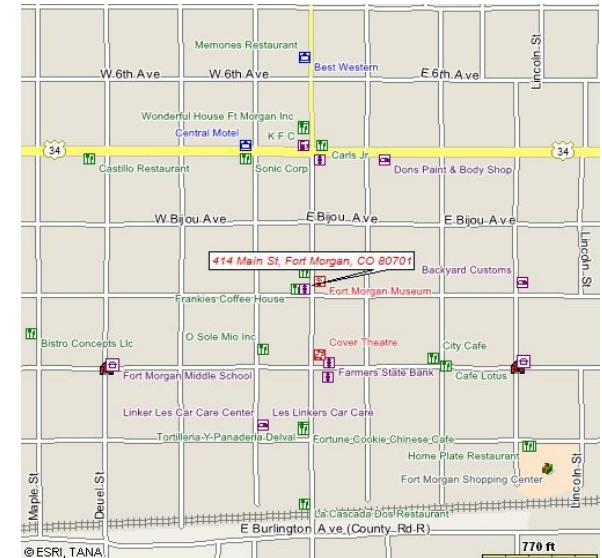 Memories Restaurant
Best Western
Lincoln St
W 6th Ave
W 6th Ave
E 6th Ave
Wonderful House Ft Morgan Inc
Central Motel
K F C
34
Carls Jr
34
Castillo Restaurant
Sonic Corp
Dons Paint & Body Shop
W Bijou Ave
E Bijou Ave
E Bijou Ave
Lincoln St
414 Main St, Fort Morgan, CO 80701
Backyard Customs
Fort Morgan Museum
Frankies Coffee House
Bistro Concepts Llc
O Sole Mio Inc
Cover Theatre
City Cafe
Fort Morgan Middle School
Farmers State Bank
Cafe Lotus
Linker Les Car Care Center
Les Linkers Car Care
Tortilleria Y Panaderia Delval
Fortune Cookie Chinese Cafe
Home Plate Restaurant
Fort Morgan Shopping Center
Maple St
Deuel St
Lincoln St
La Cascada Dos Restaurant
E Burlington Ave (County Rd R)
© ESRI, TANA
770 ft